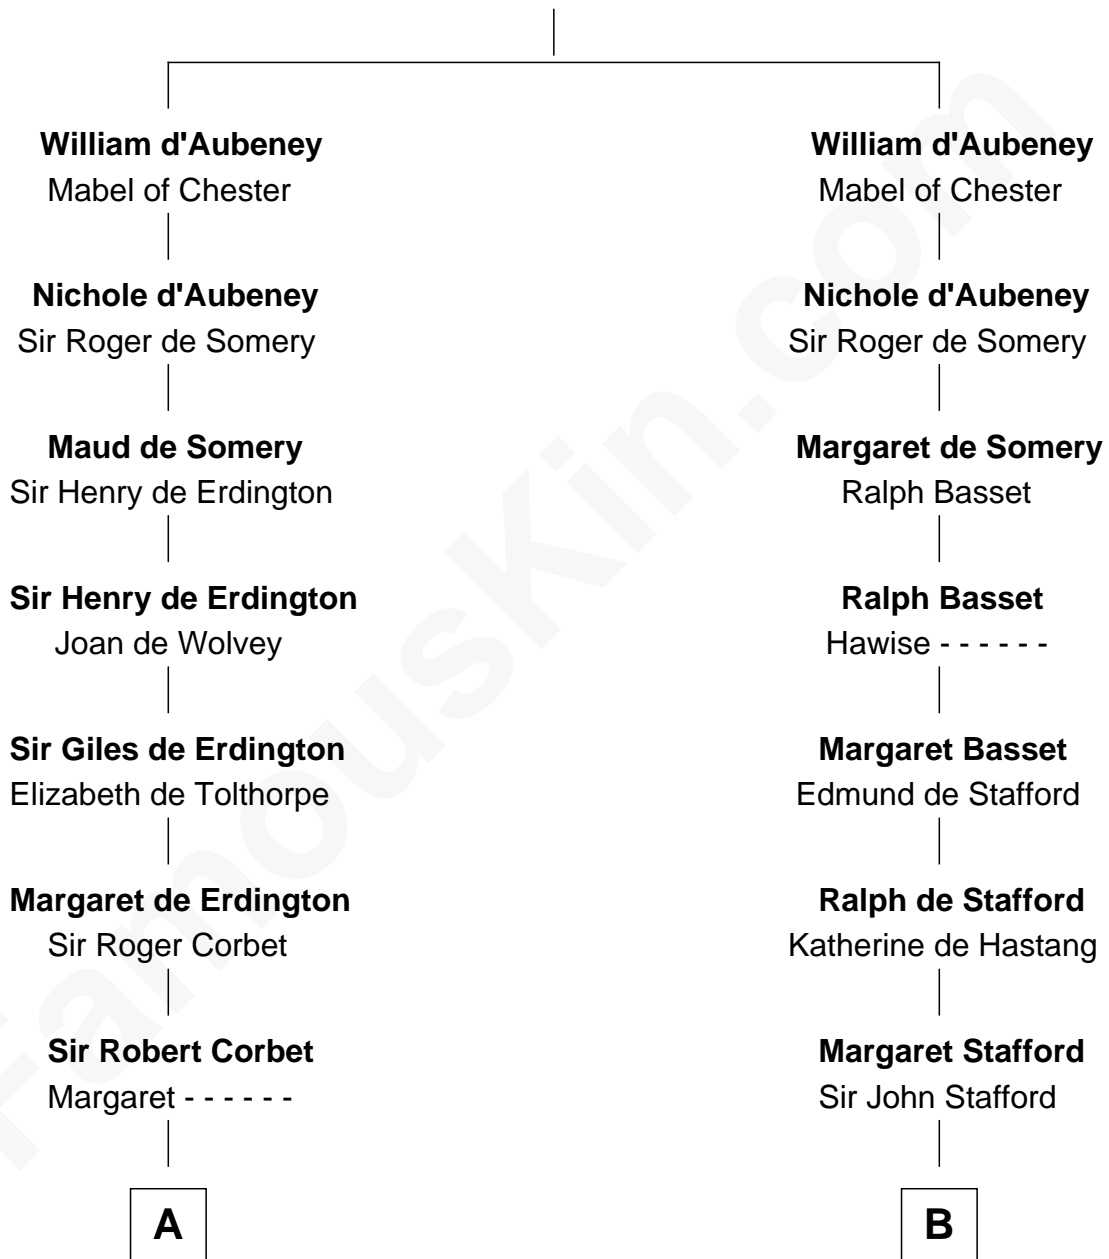 William d'Aubeney
Mabel of Chester
Nichole d'Aubeney
Sir Roger de Somery
Maud de Somery
Sir Henry de Erdington
Sir Henry de Erdington
Joan de Wolvey
Sir Giles de Erdington
Elizabeth de Tolthorpe
Margaret de Erdington
Sir Roger Corbet
Sir Robert Corbet
Margaret - - - - - -
A
William d'Aubeney
Mabel of Chester
Nichole d'Aubeney
Sir Roger de Somery
Margaret de Somery
Ralph Basset
Ralph Basset
Hawise - - - - - -
Margaret Basset
Edmund de Stafford
Ralph de Stafford
Katherine de Hastang
Margaret Stafford
Sir John Stafford
B
FamousKin.com